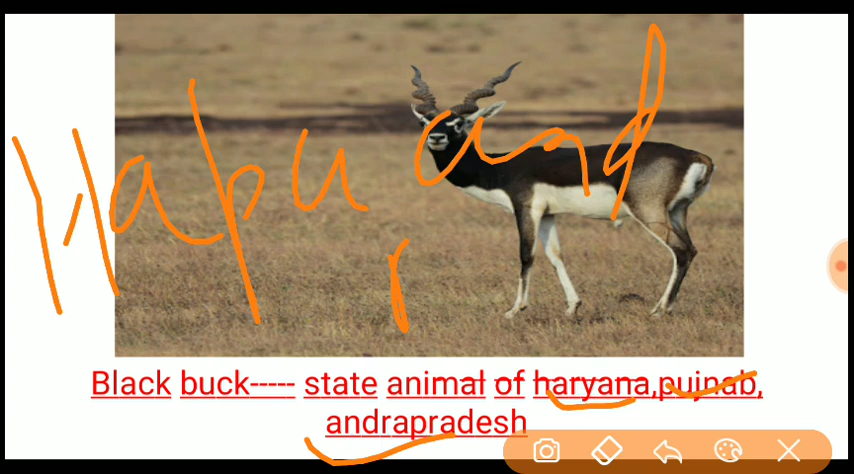 Hapu, and
Black buck----- state animal of haryana,pujnab,
andrapradesh